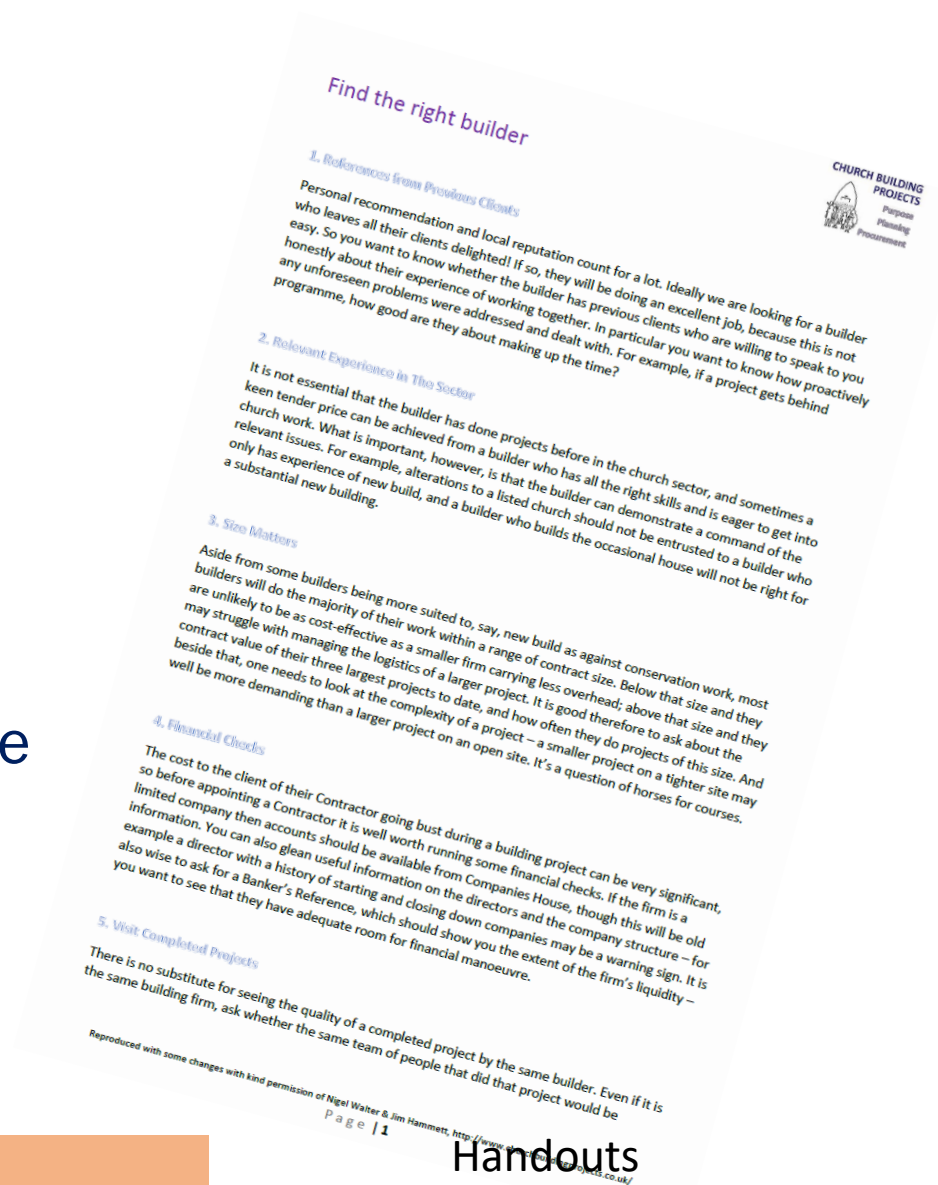 Find the right builder
CHURCH BUILDING
PROJECTS
Purpose
Planning
Procurement
1. References from Previous Clients
Personal recommendation and local reputation count for a lot. Ideally we are looking for a builder
who leaves all their clients delighted! If so, they will be doing an excellent job, because this is not
easy. So you want to know whether the builder has previous clients who are willing to speak to you
honestly about their experience of working together. In particular you want to know how proactively
any unforeseen problems were addressed and dealt with. For example, if a project gets behind
programme, how good are they about making up the time?
2. Relevant Experience in The Sector
It is not essential that the builder has done projects before in the church sector, and sometimes a
keen tender price can be achieved from a builder who has all the right skills and is eager to get into
church work. What is important, however, is that the builder can demonstrate a command of the
relevant issues. For example, alterations to a listed church should not be entrusted to a builder who
only has experience of new build, and a builder who builds the occasional house will not be right for
a substantial new building.
3. Size Matters
Aside from some builders being more suited to, say, new build as against conservation work, most
builders will do the majority of their work within a range of contract size. Below that size and they
are unlikely to be as cost-effective as a smaller firm carrying less overhead; above that size and they
may struggle with managing the logistics of a larger project. It is good therefore to ask about the
contract value of their three largest projects to date, and how often they do projects of this size. And
beside that, one needs to look at the complexity of a project – a smaller project on a tighter site may
well be more demanding than a larger project on an open site. It's a question of horses for courses.
e
4. Financial Checks
The cost to the client of their Contractor going bust during a building project can be very significant,
so before appointing a Contractor it is well worth running some financial checks. If the firm is a
limited company then accounts should be available from Companies House, though this will be old
information. You can also glean useful information on the directors and the company structure – for
example a director with a history of starting and closing down companies may be a warning sign. It is
also wise to ask for a Banker's Reference, which should show you the extent of the firm's liquidity –
you want to see that they have adequate room for financial manoeuvre.
5. Visit Completed Projects
There is no substitute for seeing the quality of a completed project by the same builder. Even if it is
the same building firm, ask whether the same team of people that did that project would be
Reproduced with some changes with kind permission of Nigel Walter & Jim Hammett, http://www.churchbuildingprojects.co.uk/
Page | 1
Handouts